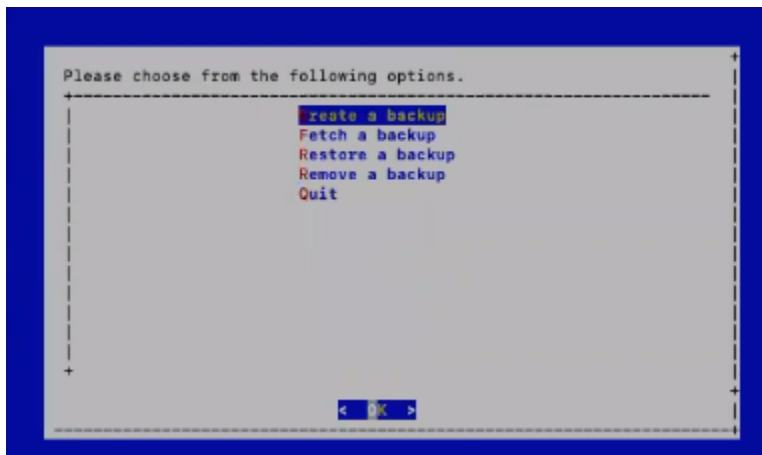 Please choose from the following options.
Create a backup
Fetch a backup
Restore a backup
Remove a backup
Quit
< OK >